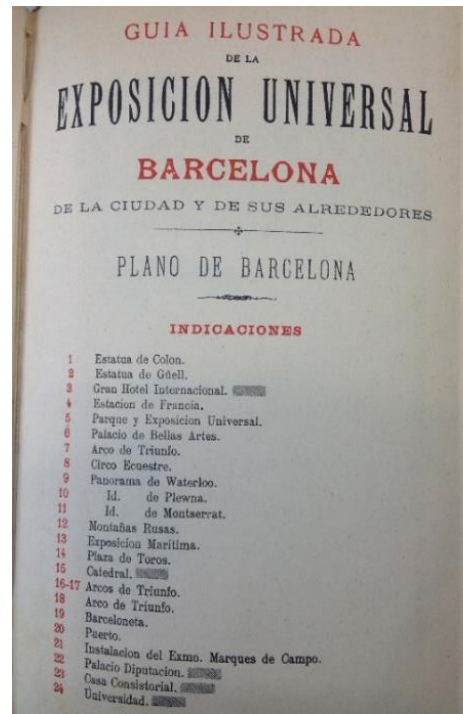 GUIA ILUSTRADA
DE LA
EXPOSICION UNIVERSAL
DE
BARCELONA
DE LA CIUDAD Y DE SUS ALREDEDORES
PLANO DE BARCELONA
INDICACIONES
1 Estatua de Colon.
2 Estatua de Güell.
3 Gran Hotel Internacional.
4 Estacion de Francia.
5 Parque y Exposicion Universal.
6 Palacio de Bellas Artes.
7 Arco de Triunfo.
8 Circo Ecuestre.
9 Panorama de Waterloo.
10 Id. de Plewna.
11 Id. de Montserrat.
12 Montañas Rusas.
13 Exposicion Maritima.
14 Plaza de Toros.
15 Catedral.
16-17 Arcos de Triunfo.
18 Arco de Triunfo.
19 Barceloneta.
20 Puerto.
21 Instalacion del Exmo. Marques de Campo.
22 Palacio Diputacion.
23 Casa Consistorial.
24 Universidad.